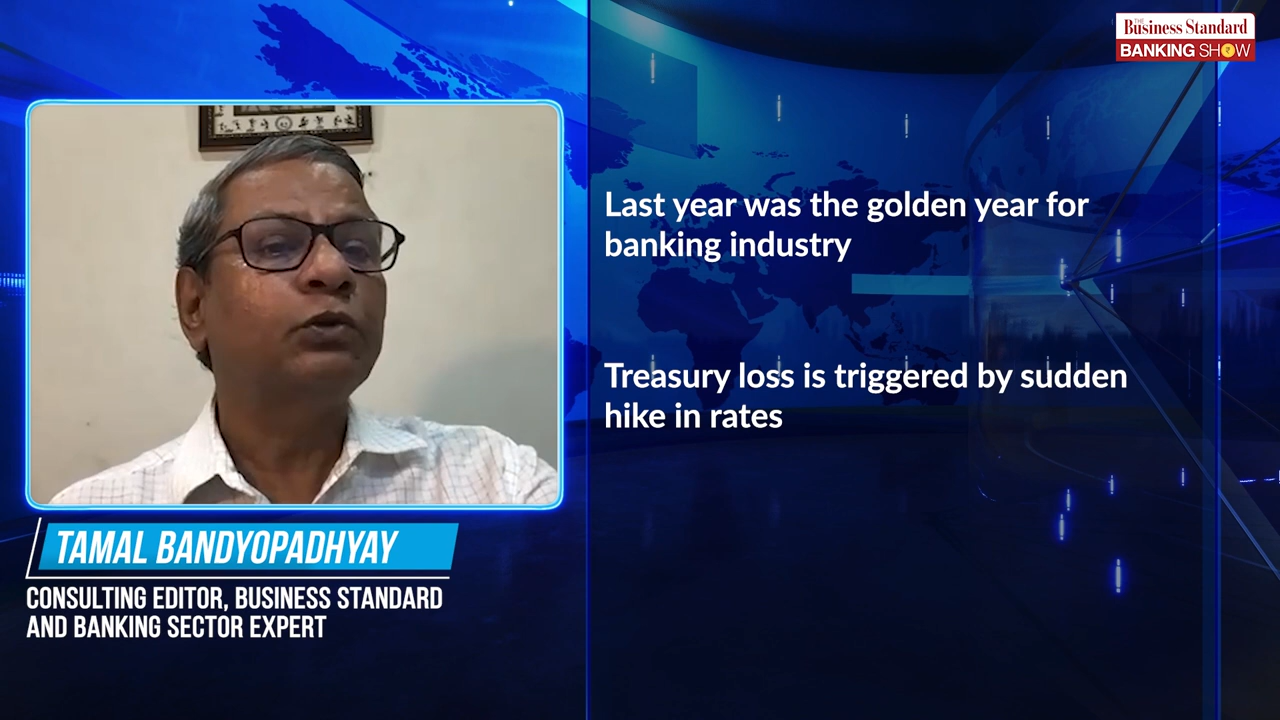 THE
Business Standard
BANKING SHOW
Last year was the golden year for
banking industry
Treasury loss is triggered by sudden
hike in rates
TAMAL BANDYOPADHYAY
CONSULTING EDITOR, BUSINESS STANDARD
AND BANKING SECTOR EXPERT